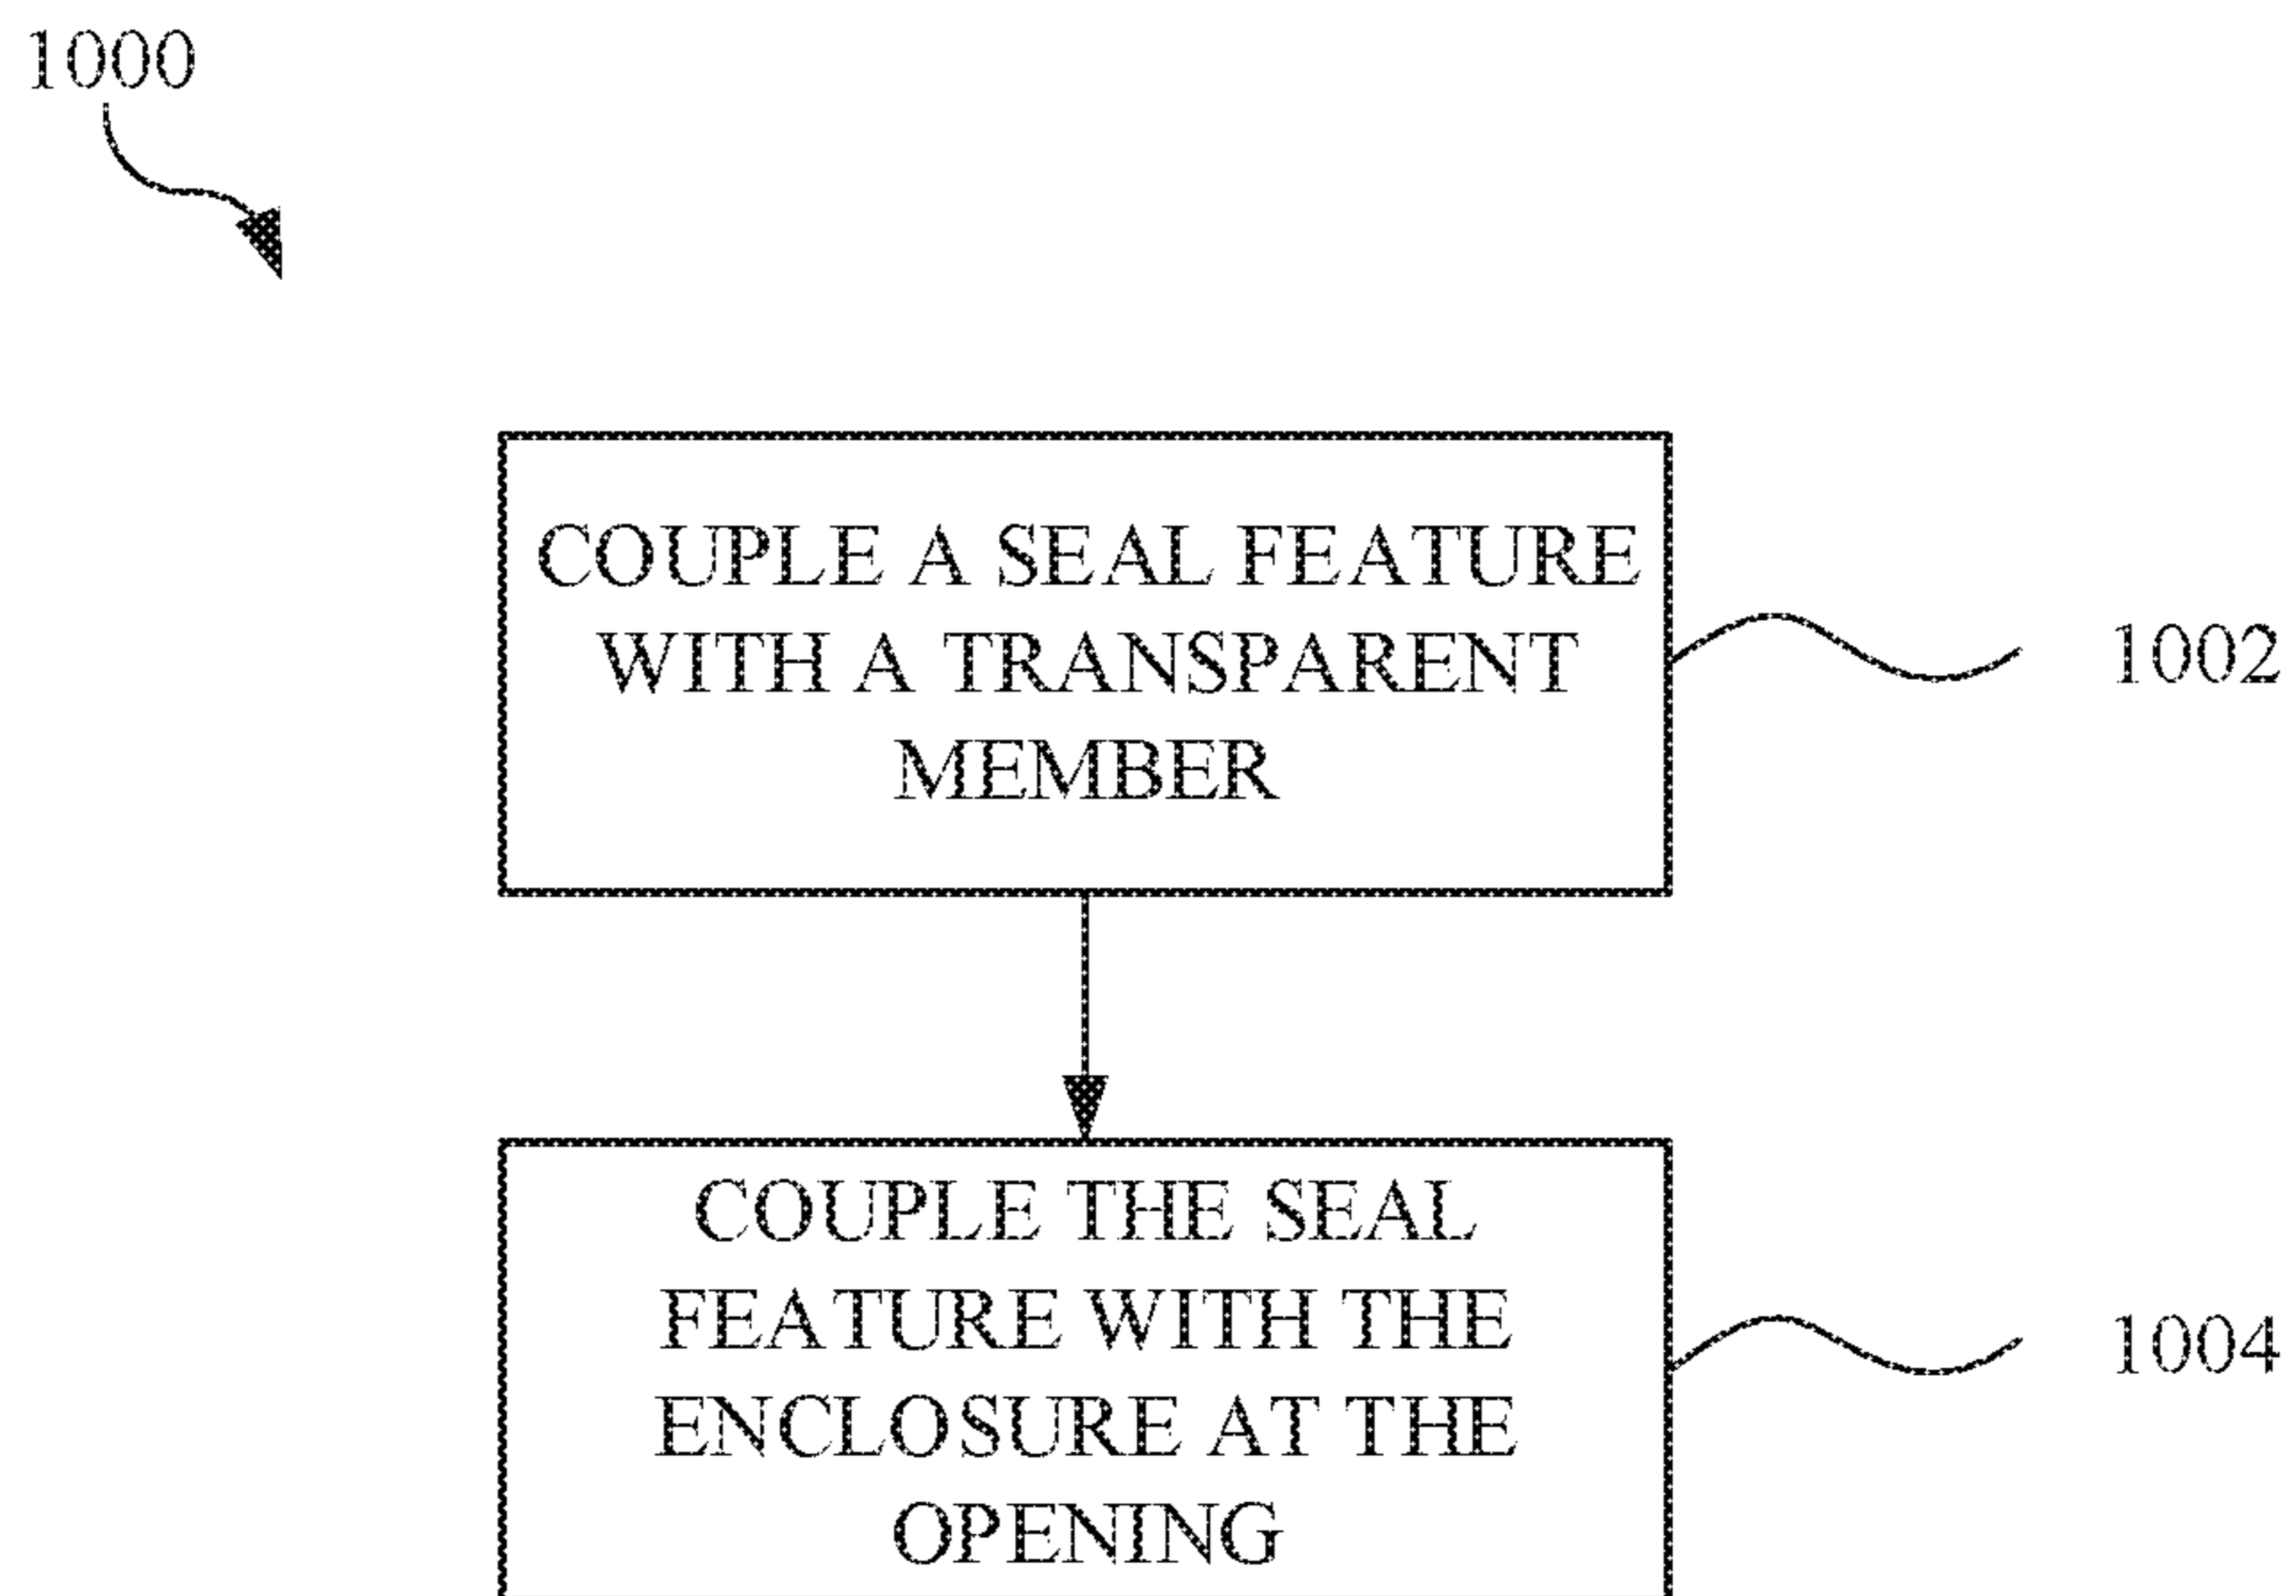 1000
COUPLE A SEAL FEATURE
WITH A TRANSPARENT
MEMBER
1002
COUPLE THE SEAL
FEATURE WITH THE
ENCLOSURE AT THE
OPENING
1004